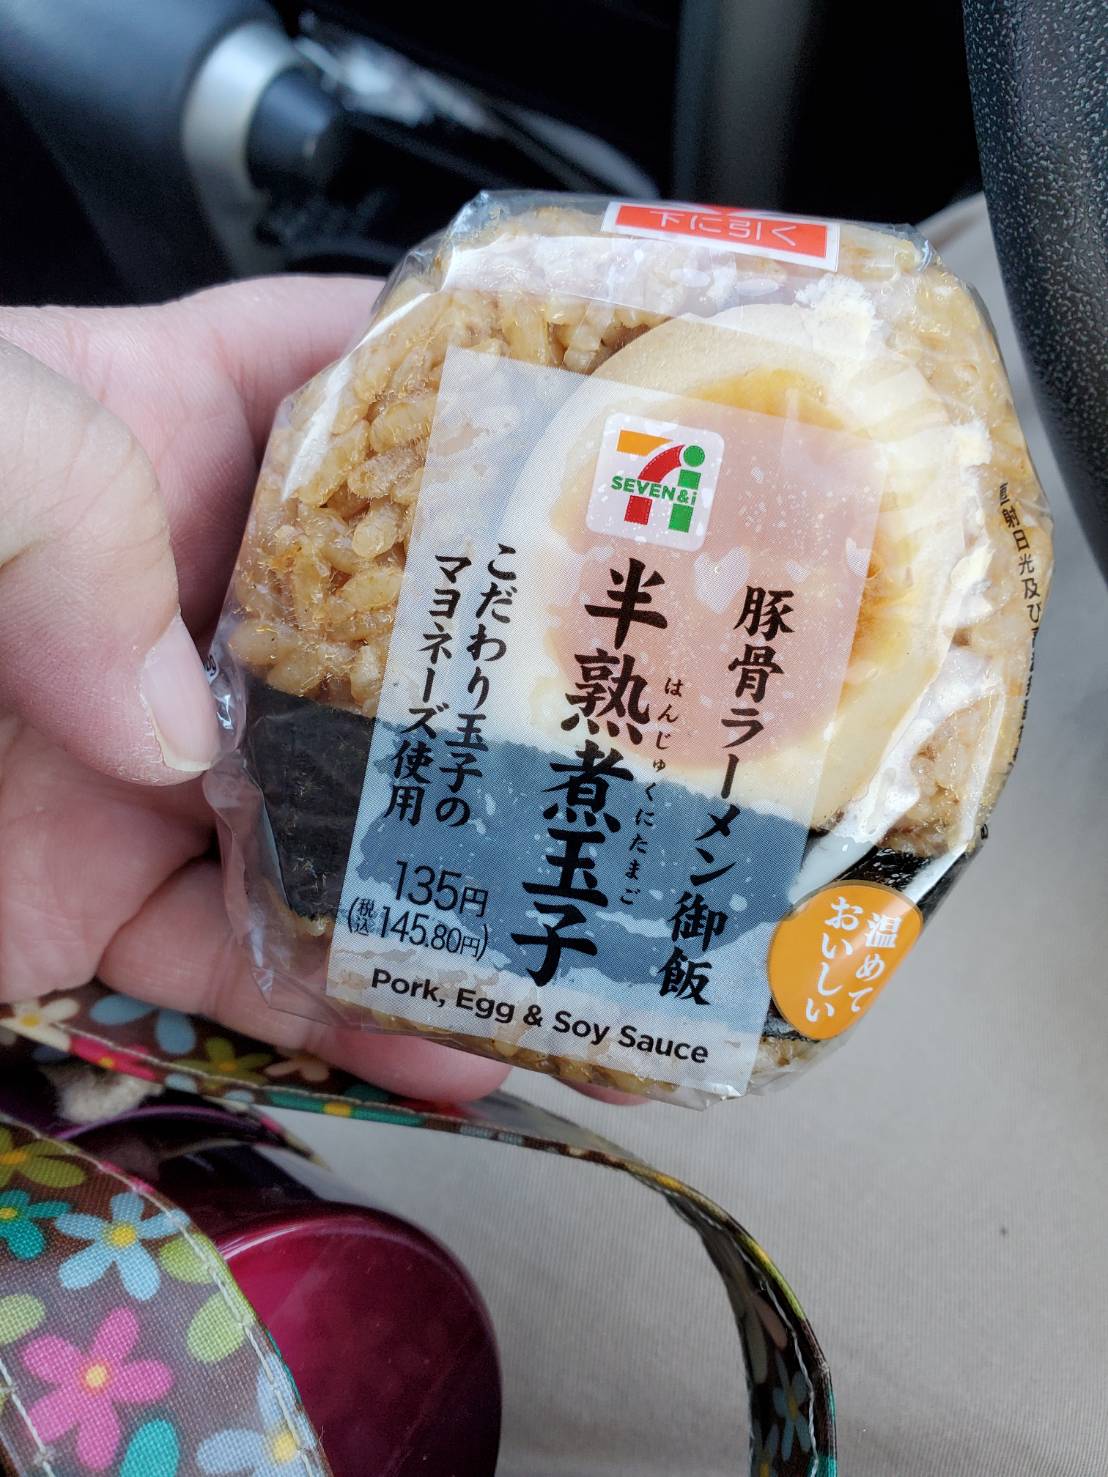 下に引く
SEVEN&i
豚骨ラーメン御飯
半熟煮玉子
はんじゅくにたまご
こだわり玉子の
マヨネーズ使用
135円
(税込145.80円)
Pork, Egg & Soy Sauce
温めて
おいしい
直射日光及び